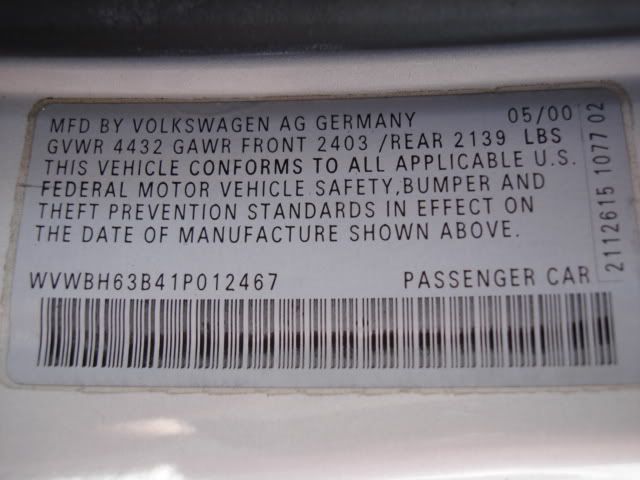 MFD BY VOLKSWAGEN AG GERMANY 05/00
GVWR 4432 GAWR FRONT 2403 /REAR 2139 LBS
THIS VEHICLE CONFORMS TO ALL APPLICABLE U.S.
FEDERAL MOTOR VEHICLE SAFETY,BUMPER AND
THEFT PREVENTION STANDARDS IN EFFECT ON
THE DATE OF MANUFACTURE SHOWN ABOVE.
WVWBH63B41P012467 PASSENGER CAR
2112615 1077 02